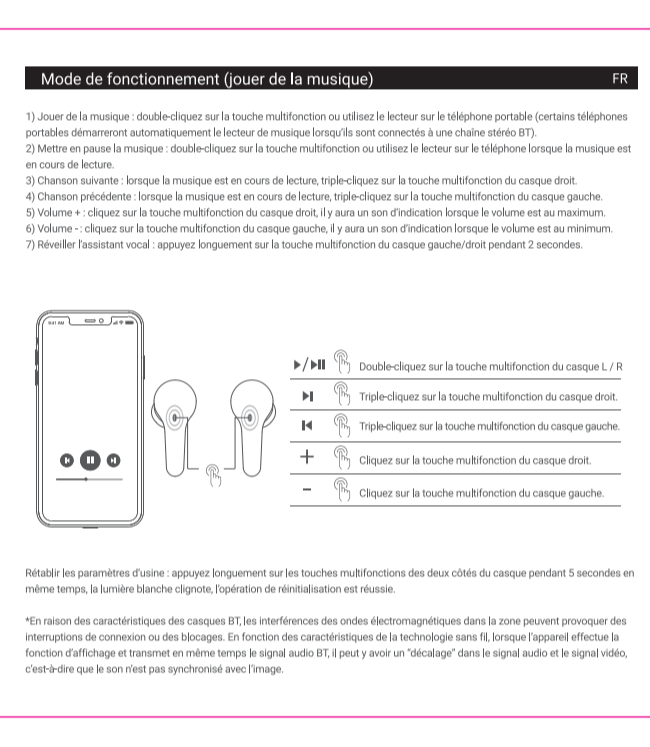 Mode de fonctionnement (jouer de la musique) FR
1) Jouer de la musique : double-cliquez sur la touche multifonction ou utilisez le lecteur sur le téléphone portable (certains téléphones
portables démarreront automatiquement le lecteur de musique lorsqu'ils sont connectés à une chaîne stéréo BT).
2) Mettre en pause la musique : double-cliquez sur la touche multifonction ou utilisez le lecteur sur le téléphone lorsque la musique est
en cours de lecture.
3) Chanson suivante : lorsque la musique est en cours de lecture, triple-cliquez sur la touche multifonction du casque droit.
4) Chanson précédente : lorsque la musique est en cours de lecture, triple-cliquez sur la touche multifonction du casque gauche.
5) Volume + : cliquez sur la touche multifonction du casque droit, il y aura un son d'indication lorsque le volume est au maximum.
6) Volume - : cliquez sur la touche multifonction du casque gauche, il y aura un son d'indication lorsque le volume est au minimum.
7) Réveiller l'assistant vocal : appuyez longuement sur la touche multifonction du casque gauche/droit pendant 2 secondes.
9:41 AM
Double-cliquez sur la touche multifonction du casque L / R
Triple-cliquez sur la touche multifonction du casque droit.
Triple-cliquez sur la touche multifonction du casque gauche.
+ Cliquez sur la touche multifonction du casque droit.
- Cliquez sur la touche multifonction du casque gauche.
Rétablir les paramètres d'usine : appuyez longuement sur les touches multifonctions des deux côtés du casque pendant 5 secondes en
même temps, la lumière blanche clignote, l'opération de réinitialisation est réussie.
*En raison des caractéristiques des casques BT, les interférences des ondes électromagnétiques dans la zone peuvent provoquer des
interruptions de connexion ou des blocages. En fonction des caractéristiques de la technologie sans fil, lorsque l'appareil effectue la
fonction d'affichage et transmet en même temps le signal audio BT, il peut y avoir un "décalage" dans le signal audio et le signal vidéo,
c'est-à-dire que le son n'est pas synchronisé avec l'image.